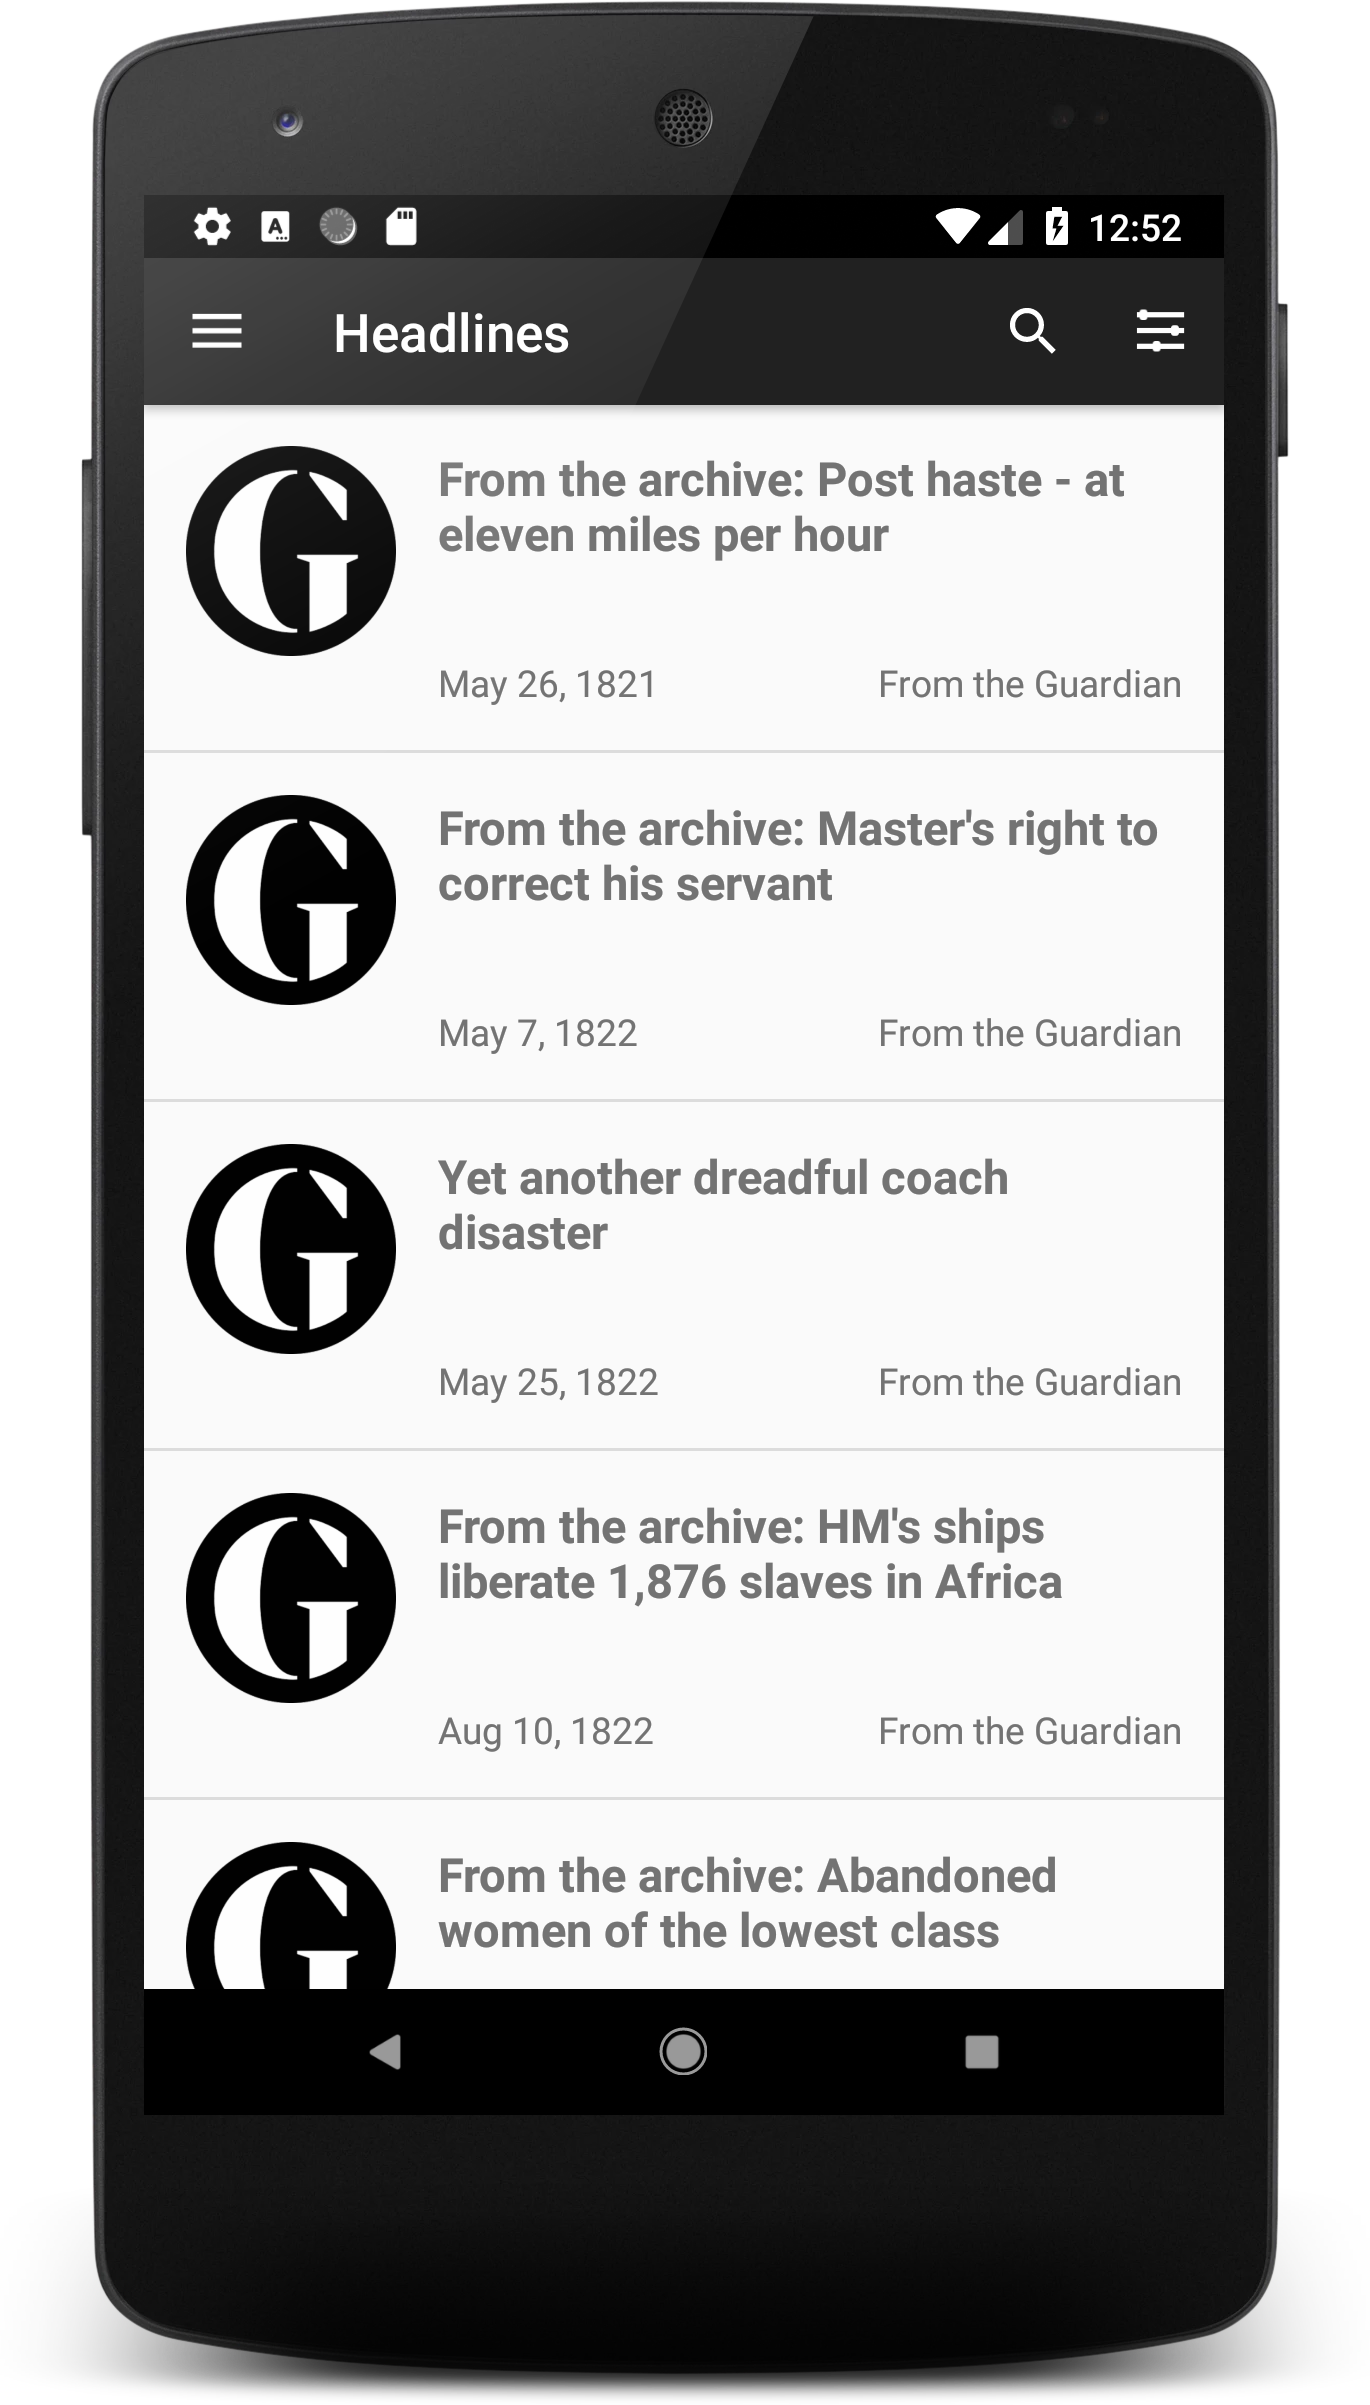 12:52
Headlines
From the archive: Post haste - at
eleven miles per hour
May 26, 1821 From the Guardian
From the archive: Master's right to
correct his servant
May 7, 1822 From the Guardian
Yet another dreadful coach
disaster
May 25, 1822 From the Guardian
From the archive: HM's ships
liberate 1,876 slaves in Africa
Aug 10, 1822 From the Guardian
From the archive: Abandoned
women of the lowest class